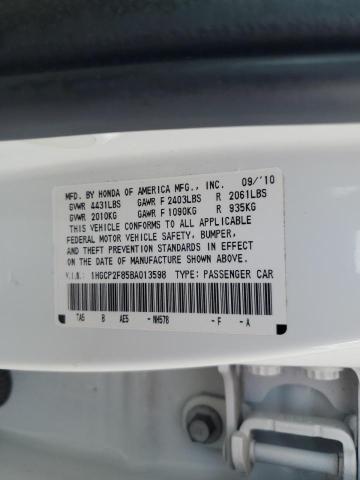 MFD. BY HONDA OF AMERICA MFG., INC. 09/'10
GVWR 4431LBS GAWR F 2403LBS R 2061LBS
GVWR 2010KG GAWR F 1090KG R 935KG
THIS VEHICLE CONFORMS TO ALL APPLICABLE
FEDERAL MOTOR VEHICLE SAFETY, BUMPER,
AND THEFT PREVENTION STANDARDS IN EFFECT
ON THE DATE OF MANUFACTURE SHOWN ABOVE.
V.I.N.: 1HGCP2F85BA013598 TYPE: PASSENGER CAR
TA5 B AE5 -NH578 -F -A